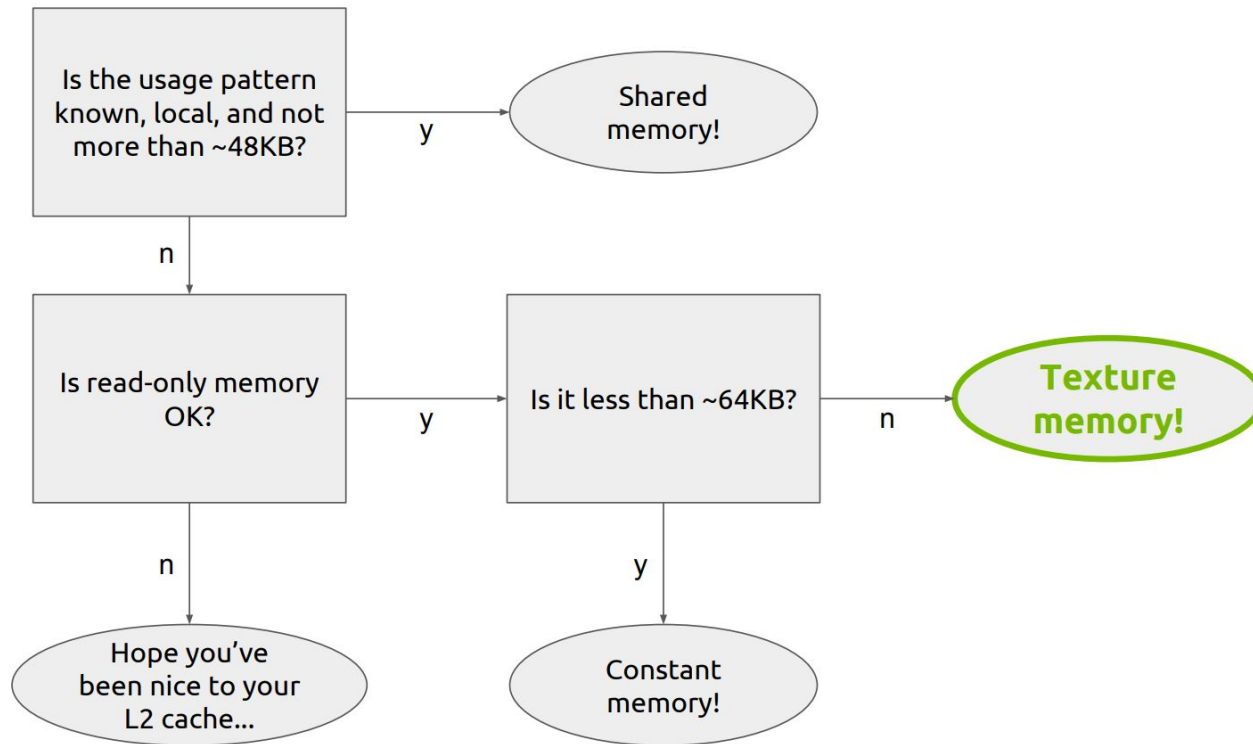 Is the usage pattern
known, local, and not
more than ~48KB?
y
Shared
memory!
n
Is read-only memory
OK?
y
Is it less than ~64KB?
n
Texture
memory!
n
y
Hope you’ve
been nice to your
L2 cache...
Constant
memory!